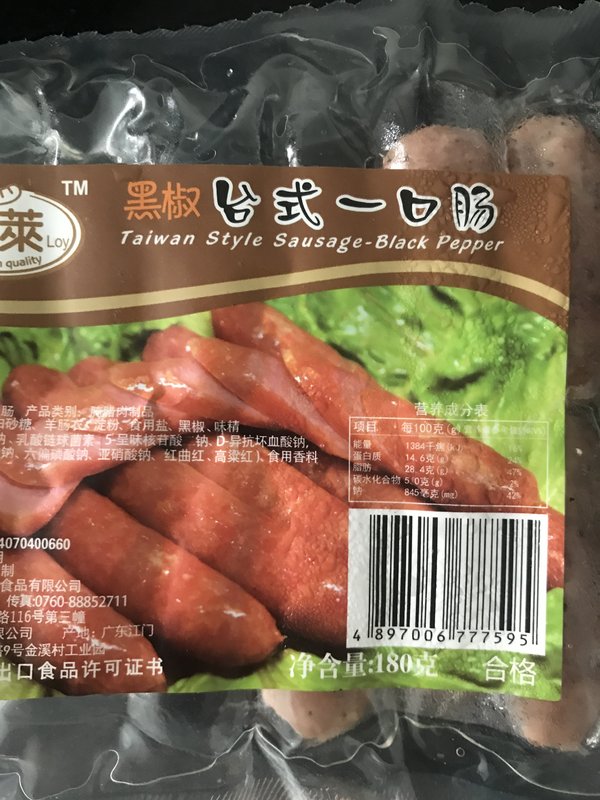 TM
萊 Loy
quality
黑椒 台式一口肠
Taiwan Style Sausage-Black Pepper
肠 产品类别: 腌腊肉制品
白砂糖、羊肠衣、淀粉、食用盐、黑椒、味精
钠、乳酸链球菌素、5-呈味核苷酸二钠、D-异抗坏血酸钠、
钠、六偏磷酸钠、亚硝酸钠、红曲红、高粱红)、食用香料
营养成分表
项目 每100克(g)
能量 1384千焦(kJ)
蛋白质 14.6克(g)
脂肪 28.4克(g) 47%
碳水化合物 5.0克(g) 2%
钠 845毫克(mg) 42%
4070400660
制
食品有限公司
传真:0760-88852711
路116号第三幢
限公司 产地: 广东江门
9号金溪村工业园
出口食品许可证书
4 897006 777595
净含量:180克 合格